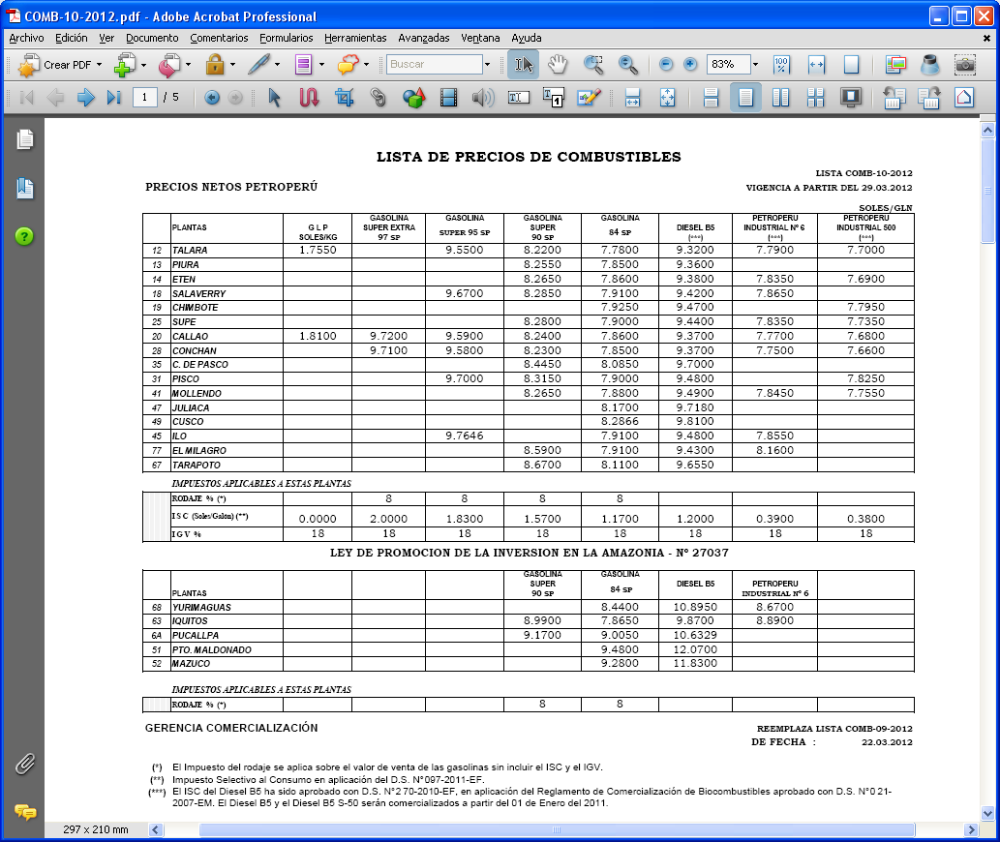 COMB-10-2012.pdf - Adobe Acrobat Professional
Archivo Edición Ver Documento Comentarios Formularios Herramientas Avanzadas Ventana Ayuda
Crear PDF Buscar 83% 100%
1 / 5
LISTA DE PRECIOS DE COMBUSTIBLES
LISTA COMB-10-2012
PRECIOS NETOS PETROPERÚ VIGENCIA A PARTIR DEL 29.03.2012
SOLES/GLN
PLANTAS G L P SOLES/KG GASOLINA SUPER EXTRA 97 SP GASOLINA SUPER 95 SP GASOLINA SUPER 90 SP GASOLINA 84 SP DIESEL B5 (***) PETROPERU INDUSTRIAL Nº 6 (***) PETROPERU INDUSTRIAL 500 (***)
12 TALARA 1.7550 9.5500 8.2200 7.7800 9.3200 7.7900 7.7000
13 PIURA 8.2550 7.8500 9.3600
14 ETEN 8.2650 7.8600 9.3800 7.8350 7.6900
18 SALAVERRY 9.6700 8.2850 7.9100 9.4200 7.8650
19 CHIMBOTE 7.9250 9.4700 7.7950
25 SUPE 8.2800 7.9000 9.4400 7.8350 7.7350
20 CALLAO 1.8100 9.7200 9.5900 8.2400 7.8600 9.3700 7.7700 7.6800
28 CONCHAN 9.7100 9.5800 8.2300 7.8500 9.3700 7.7500 7.6600
35 C. DE PASCO 8.4450 8.0850 9.7000
31 PISCO 9.7000 8.3150 7.9000 9.4800 7.8250
41 MOLLENDO 8.2650 7.8800 9.4900 7.8450 7.7550
47 JULIACA 8.1700 9.7180
49 CUSCO 8.2866 9.8100
45 ILO 9.7646 7.9100 9.4800 7.8550
77 EL MILAGRO 8.5900 7.9100 9.4300 8.1600
67 TARAPOTO 8.6700 8.1100 9.6550
IMPUESTOS APLICABLES A ESTAS PLANTAS
RODAJE % (*) 8 8 8 8
I S C (Soles/Galón) (**) 0.0000 2.0000 1.8300 1.5700 1.1700 1.2000 0.3900 0.3800
I G V % 18 18 18 18 18 18 18 18
LEY DE PROMOCION DE LA INVERSION EN LA AMAZONIA - Nº 27037
PLANTAS GASOLINA SUPER 90 SP GASOLINA 84 SP DIESEL B5 PETROPERU INDUSTRIAL Nº 6
68 YURIMAGUAS 8.4400 10.8950 8.6700
63 IQUITOS 8.9900 7.8650 9.8700 8.8900
6A PUCALLPA 9.1700 9.0050 10.6329
51 PTO. MALDONADO 9.4800 12.0700
52 MAZUCO 9.2800 11.8300
IMPUESTOS APLICABLES A ESTAS PLANTAS
RODAJE % (*) 8 8
GERENCIA COMERCIALIZACIÓN REEMPLAZA LISTA COMB-09-2012
DE FECHA : 22.03.2012
(*) El Impuesto del rodaje se aplica sobre el valor de venta de las gasolinas sin incluir el ISC y el IGV.
(**) Impuesto Selectivo al Consumo en aplicación del D.S. N°097-2011-EF.
(***) El ISC del Diesel B5 ha sido aprobado con D.S. N°270-2010-EF, en aplicación del Reglamento de Comercialización de Biocombustibles aprobado con D.S. N°021-
2007-EM. El Diesel B5 y el Diesel B5 S-50 serán comercializados a partir del 01 de Enero del 2011.
297 x 210 mm